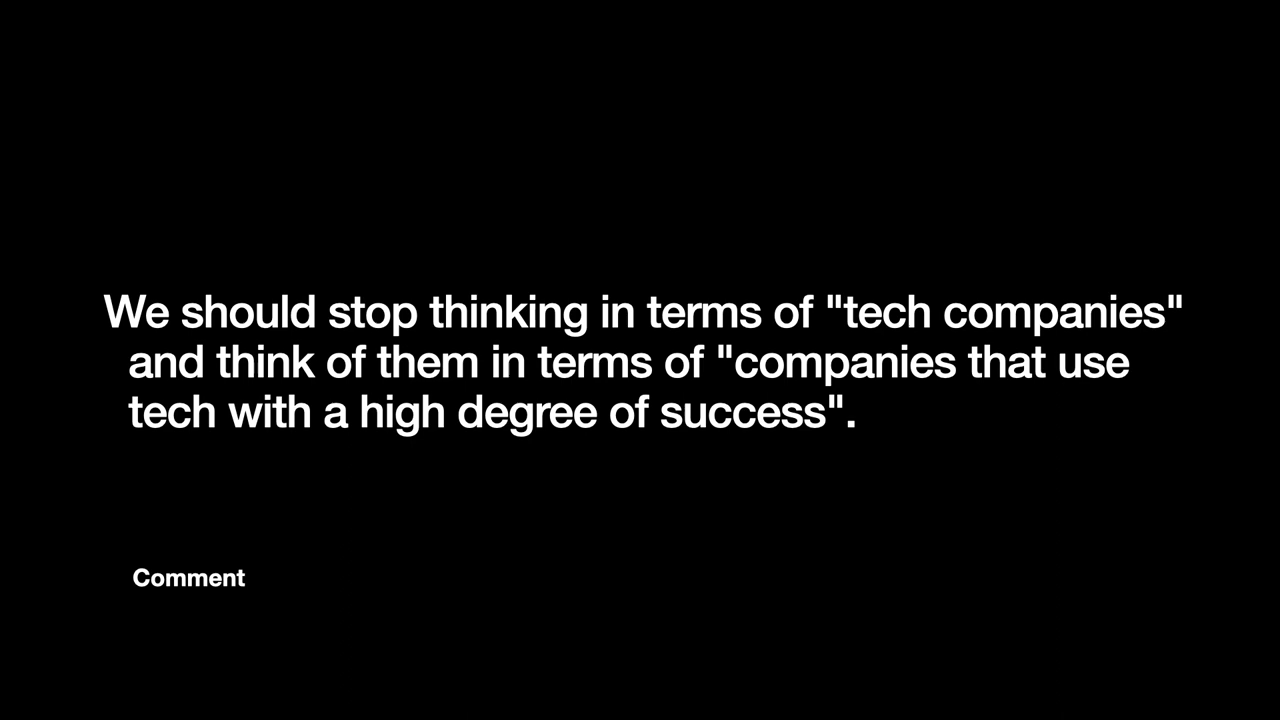 We should stop thinking in terms of "tech companies"
and think of them in terms of "companies that use
tech with a high degree of success".
Comment